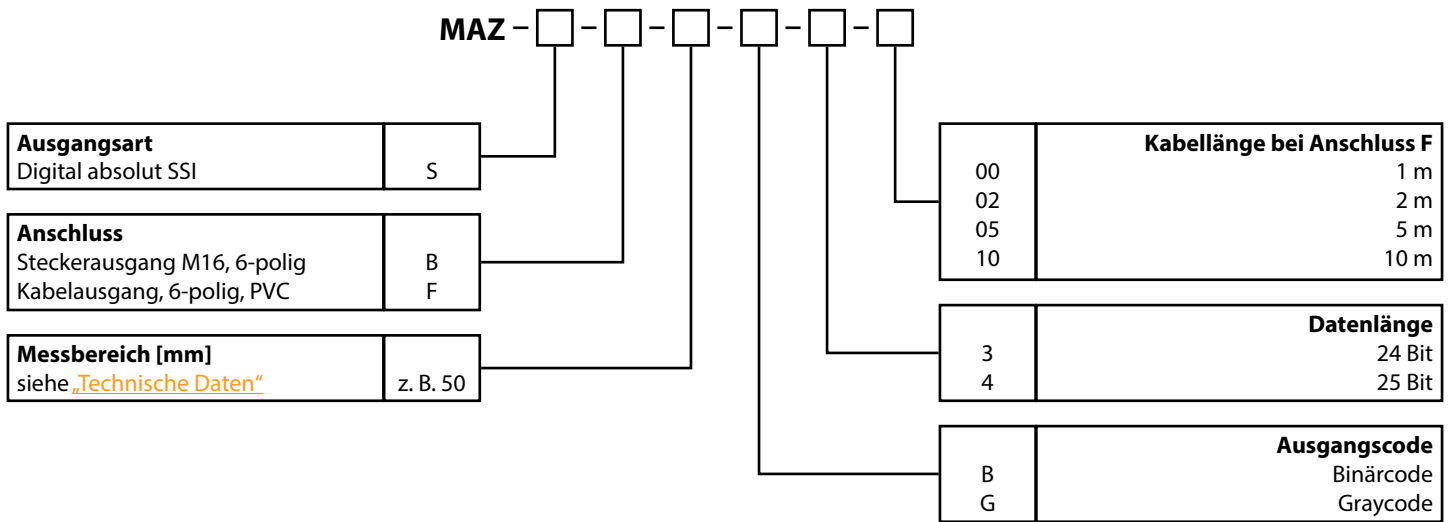 MAZ – – – – – –
Ausgangsart
Digital absolut SSI S
Anschluss
Steckerausgang M16, 6-polig B
Kabelausgang, 6-polig, PVC F
Messbereich [mm]
siehe „Technische Daten“ z. B. 50
Kabellänge bei Anschluss F
00 1 m
02 2 m
05 5 m
10 10 m
Datenlänge
3 24 Bit
4 25 Bit
Ausgangscode
B Binärcode
G Graycode